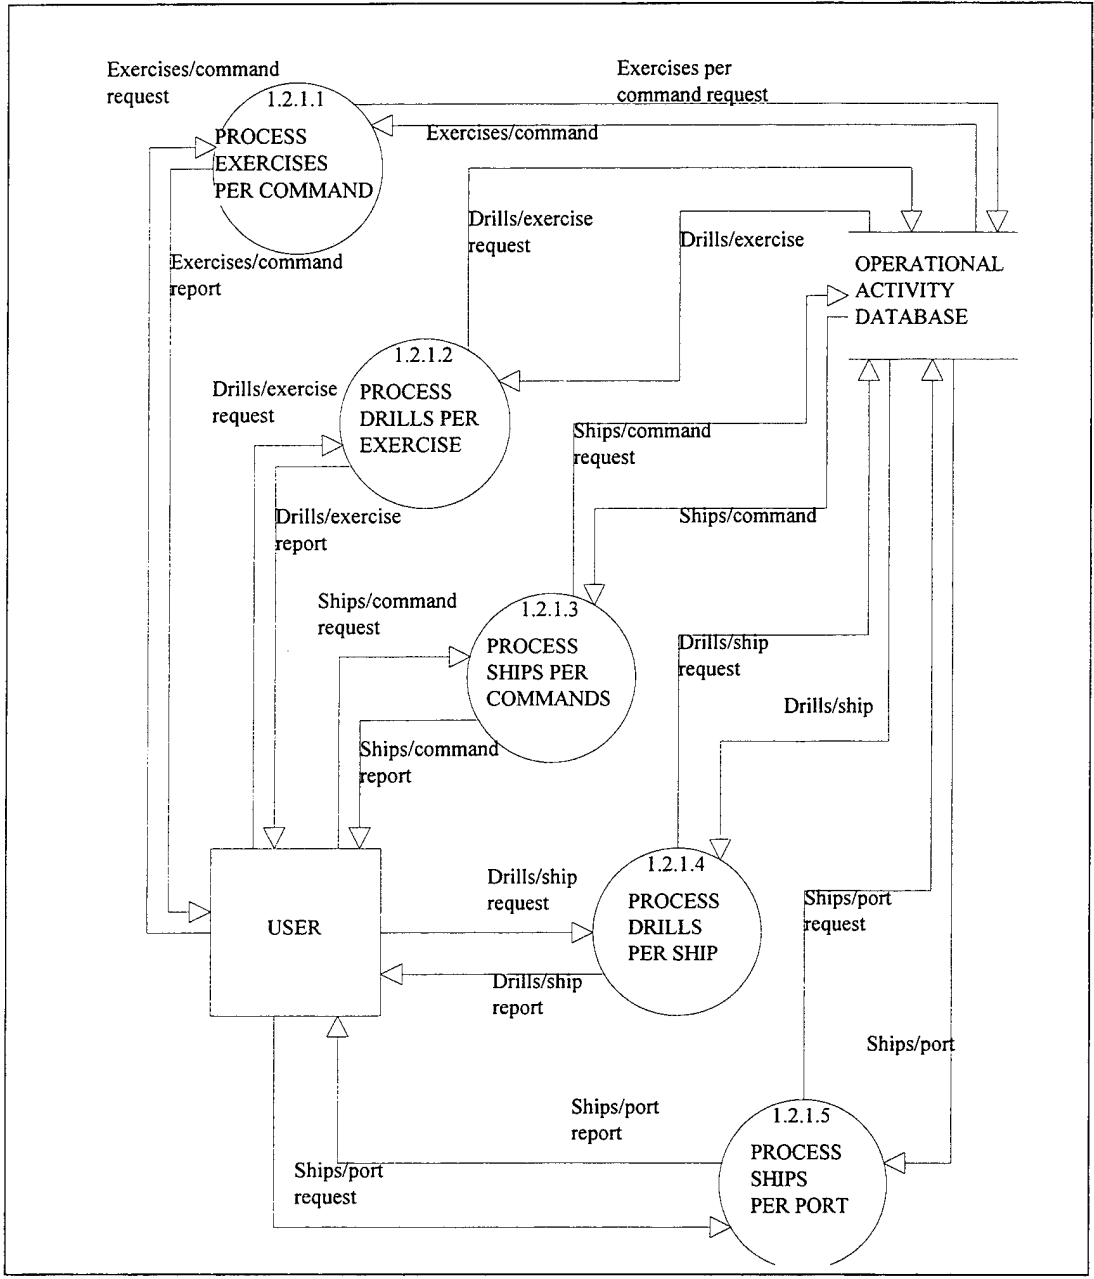 Exercises/command
request
Exercises per
command request
1.2.1.1
PROCESS
EXERCISES
PER COMMAND
Exercises/command
Drills/exercise
request
Drills/exercise
Exercises/command
report
OPERATIONAL
ACTIVITY
DATABASE
1.2.1.2
PROCESS
DRILLS PER
EXERCISE
Drills/exercise
request
Ships/command
request
Drills/exercise
report
Ships/command
Ships/command
request
1.2.1.3
PROCESS
SHIPS PER
COMMANDS
Drills/ship
request
Drills/ship
Ships/command
report
1.2.1.4
PROCESS
DRILLS
PER SHIP
Drills/ship
request
Ships/port
request
USER
Drills/ship
report
Ships/port
Ships/port
report
1.2.1.5
PROCESS
SHIPS
PER PORT
Ships/port
request